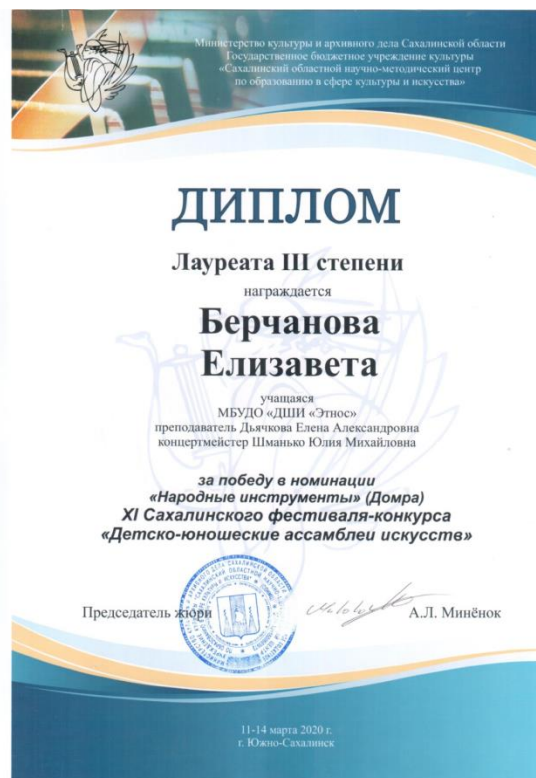 Министерство культуры и архивного дела Сахалинской области
Государственное бюджетное учреждение культуры
«Сахалинский областной научно-методический центр
по образованию в сфере культуры и искусства»
ДИПЛОМ
Лауреата III степени
награждается
Берчанова
Елизавета
учащаяся
МБУДО «ДШИ «Этнос»
преподаватель Дьячкова Елена Александровна
концертмейстер Шманько Юлия Михайловна
за победу в номинации
«Народные инструменты» (Домра)
XI Сахалинского фестиваля-конкурса
«Детско-юношеские ассамблеи искусств»
Председатель жюри
А.Л. Минёнок
11-14 марта 2020 г.
г. Южно-Сахалинск